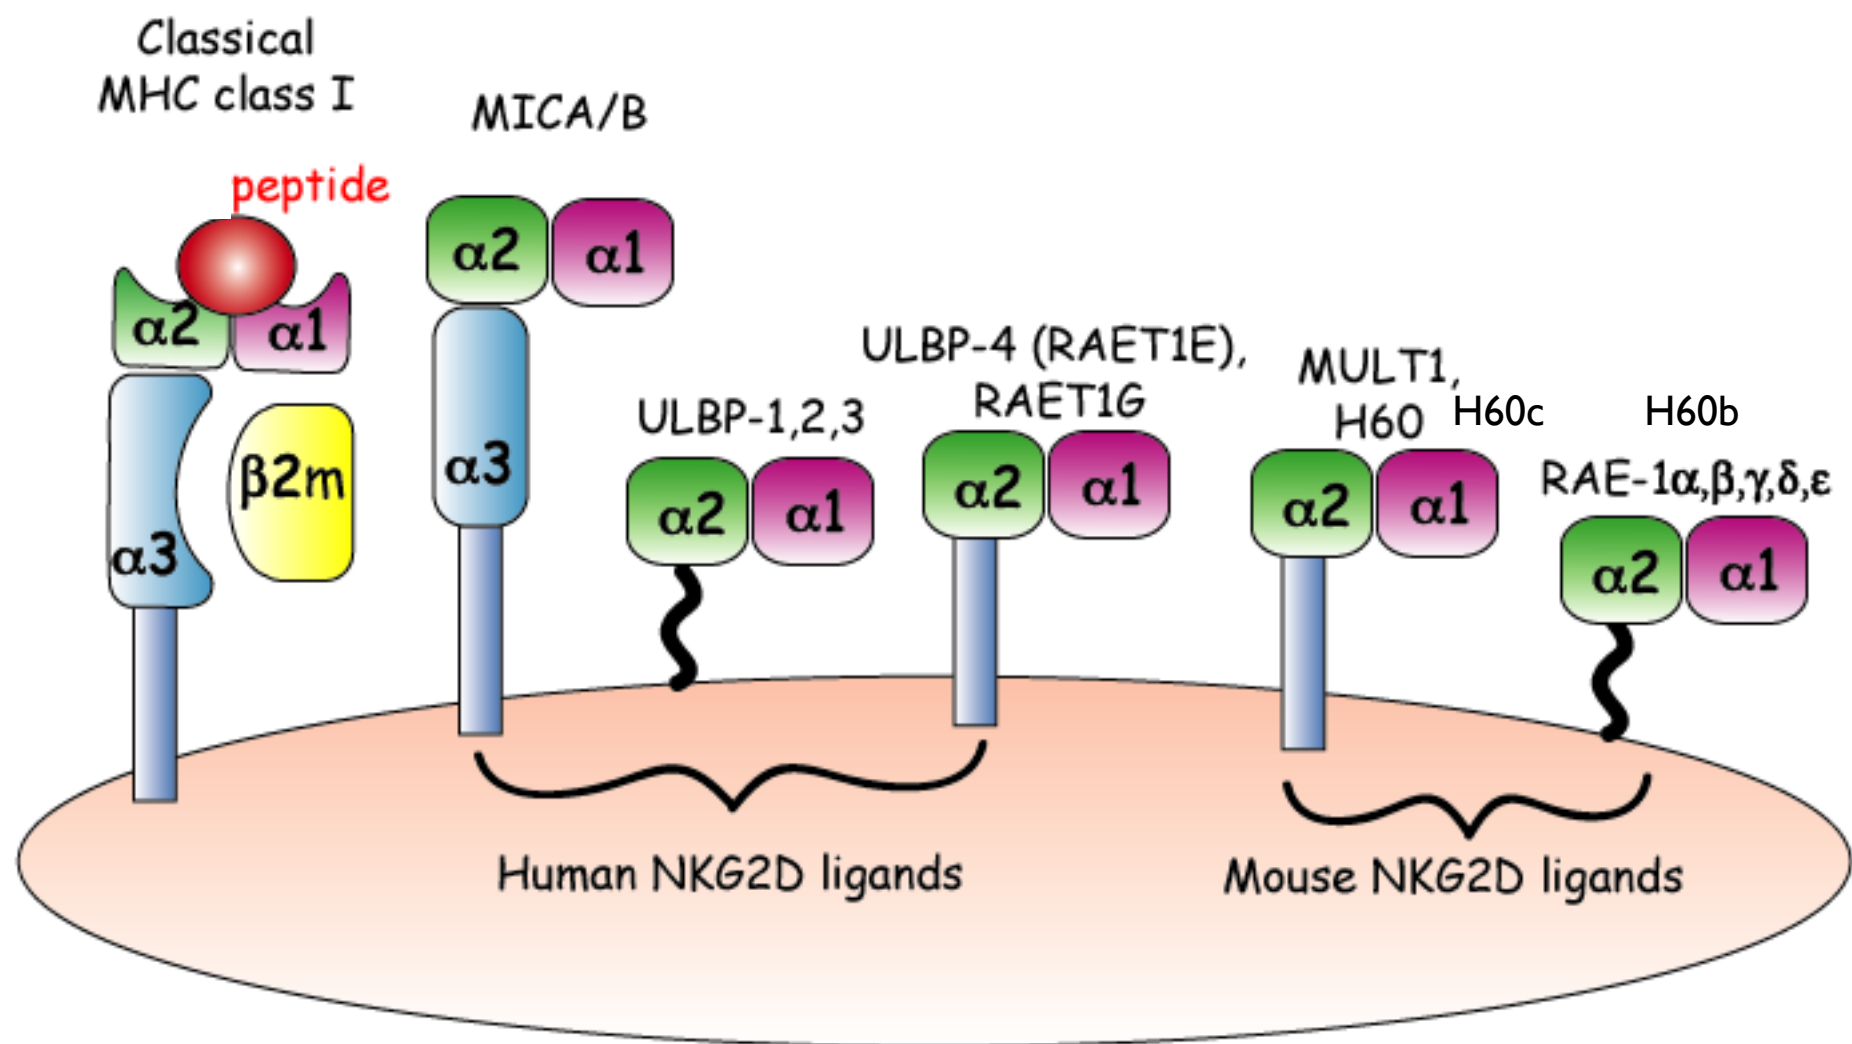 Classical
MHC class I
peptide
α2
α1
α3
β2m
MICA/B
α2
α1
α3
ULBP-1,2,3
α2
α1
ULBP-4 (RAET1E),
RAET1G
α2
α1
MULT1,
H60
H60c
α2
α1
H60b
RAE-1α,β,γ,δ,ε
α2
α1
Human NKG2D ligands
Mouse NKG2D ligands